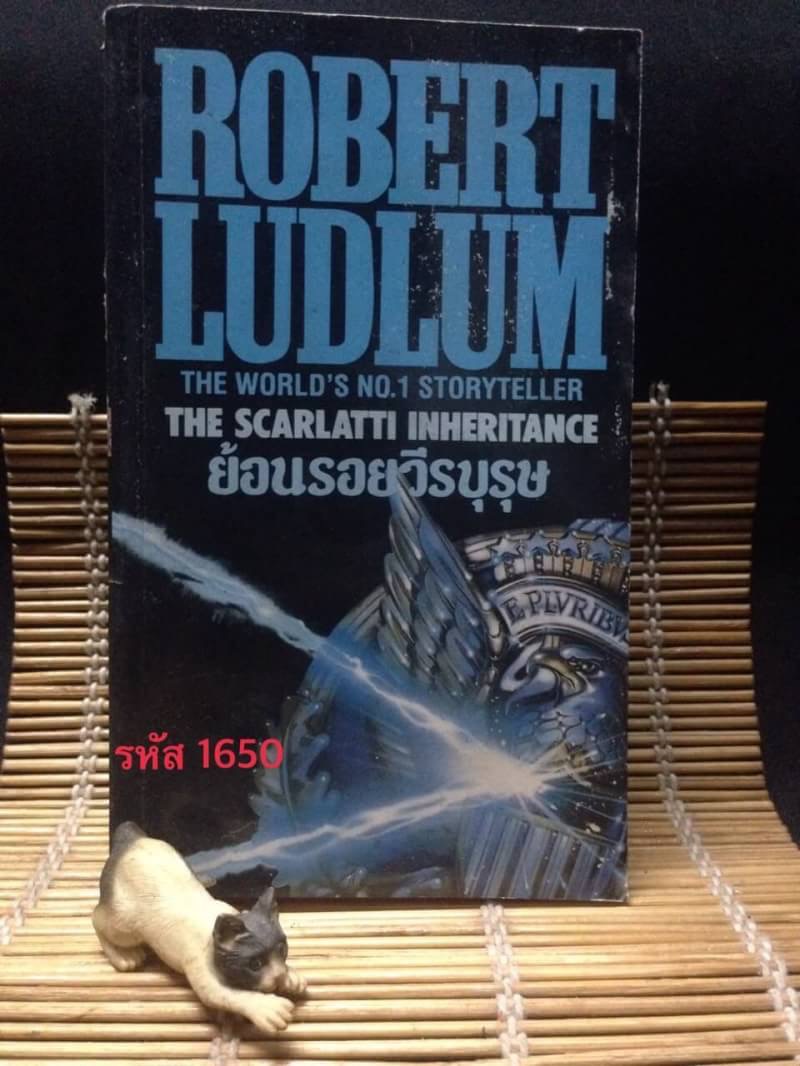 ROBERT
LUDLUM
THE WORLD'S NO.1 STORYTELLER
THE SCARLATTI INHERITANCE
ย้อนรอยวีรบุรุษ
E PLVRIBV
รหัส 1650